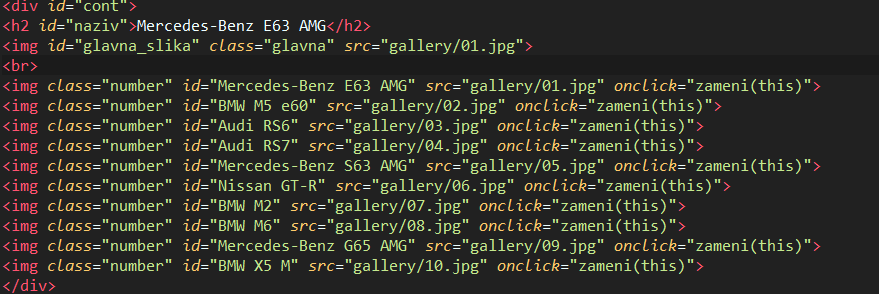 <div id="cont">
<h2 id="naziv">Mercedes-Benz E63 AMG</h2>
<img id="glavna_slika" class="glavna" src="gallery/01.jpg">
<br>
<img class="number" id="Mercedes-Benz E63 AMG" src="gallery/01.jpg" onclick="zameni(this)">
<img class="number" id="BMW M5 e60" src="gallery/02.jpg" onclick="zameni(this)">
<img class="number" id="Audi RS6" src="gallery/03.jpg" onclick="zameni(this)">
<img class="number" id="Audi RS7" src="gallery/04.jpg" onclick="zameni(this)">
<img class="number" id="Mercedes-Benz S63 AMG" src="gallery/05.jpg" onclick="zameni(this)">
<img class="number" id="Nissan GT-R" src="gallery/06.jpg" onclick="zameni(this)">
<img class="number" id="BMW M2" src="gallery/07.jpg" onclick="zameni(this)">
<img class="number" id="BMW M6" src="gallery/08.jpg" onclick="zameni(this)">
<img class="number" id="Mercedes-Benz G65 AMG" src="gallery/09.jpg" onclick="zameni(this)">
<img class="number" id="BMW X5 M" src="gallery/10.jpg" onclick="zameni(this)">
</div>